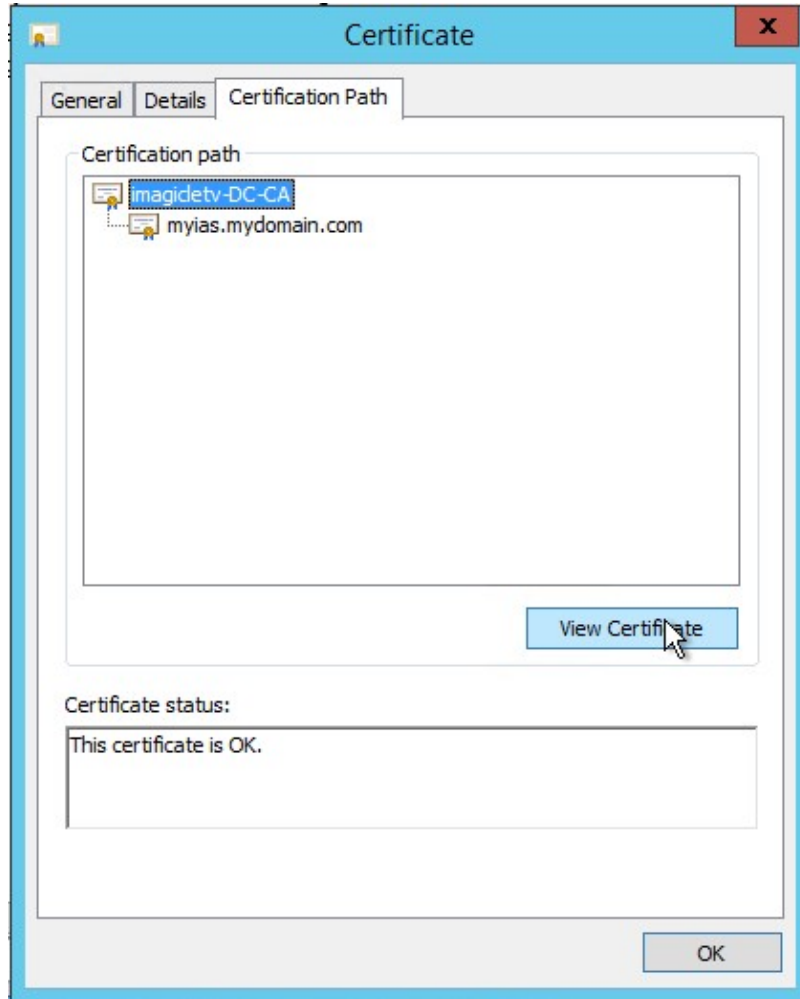 Certificate
x
General Details Certification Path
Certification path
imagicletv-DC-CA
myias.mydomain.com
View Certificate
Certificate status:
This certificate is OK.
OK